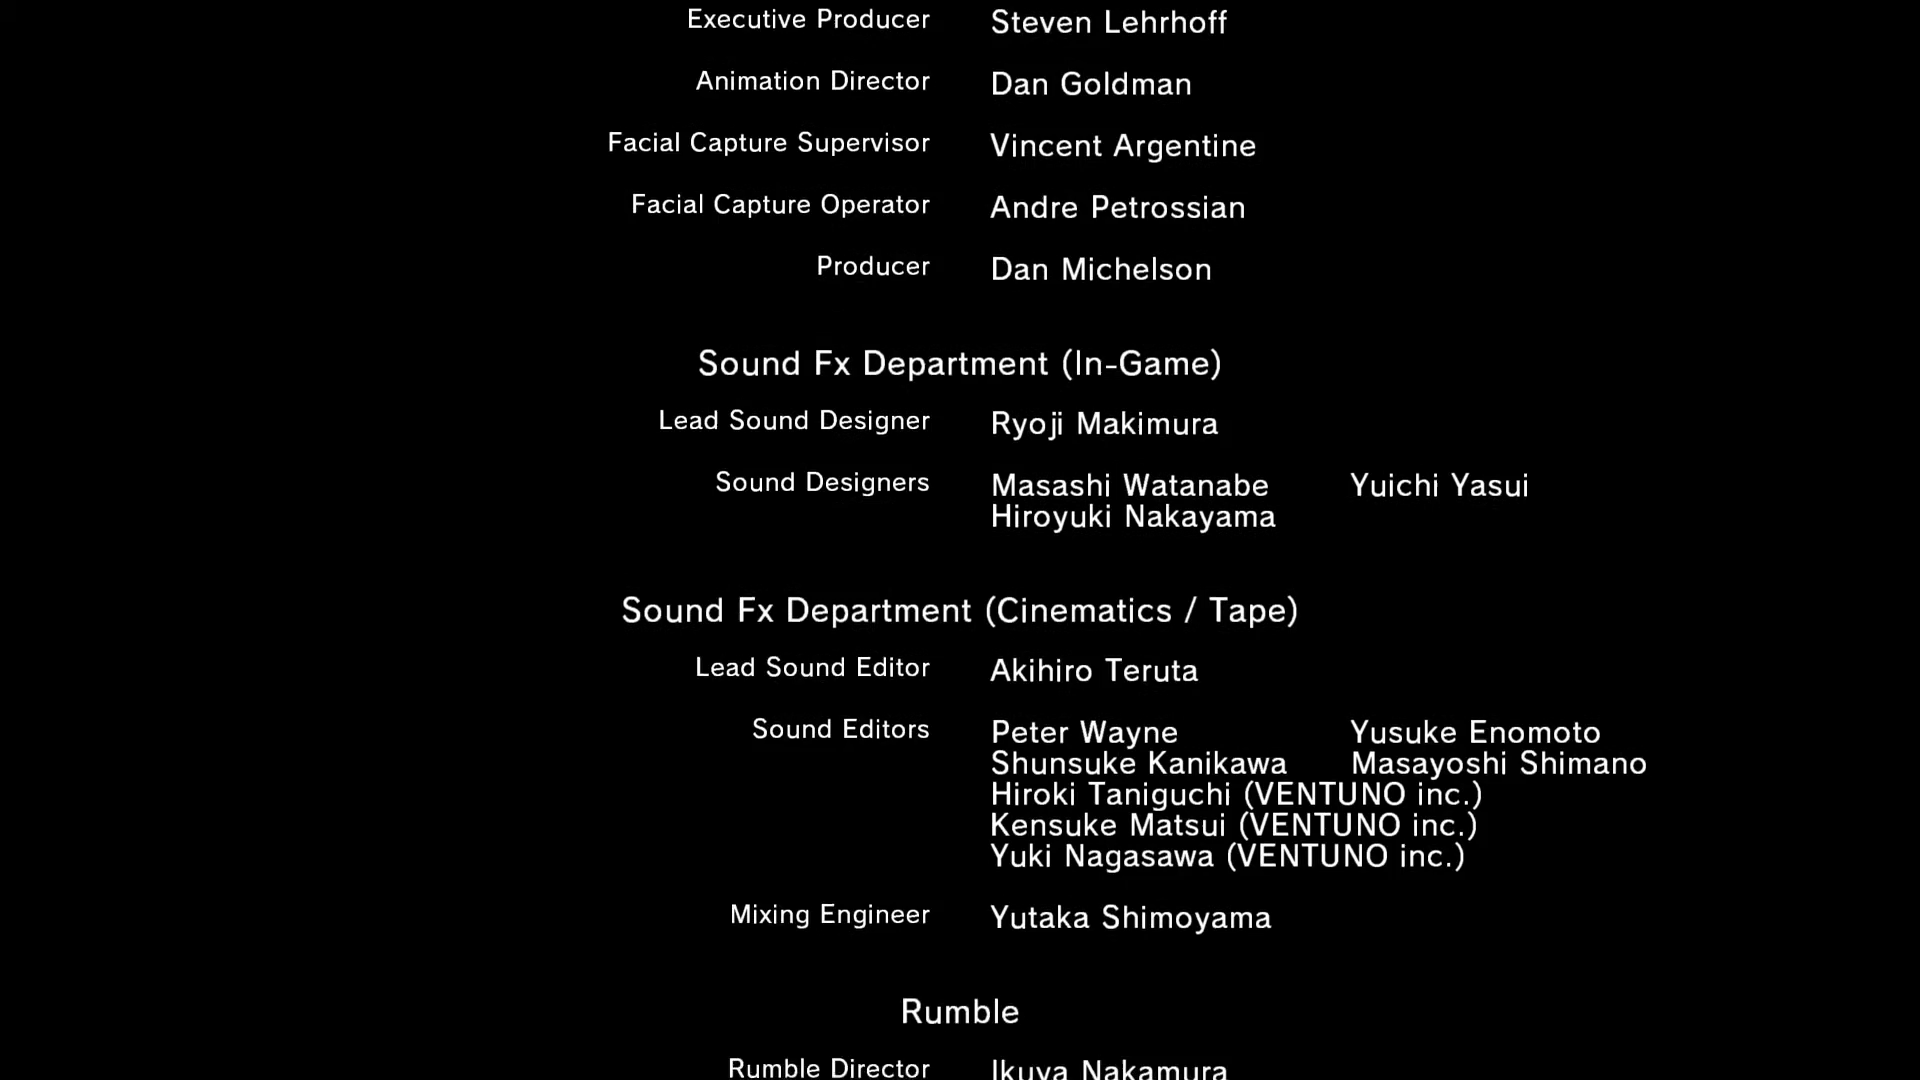 Executive Producer Steven Lehrhoff
Animation Director Dan Goldman
Facial Capture Supervisor Vincent Argentine
Facial Capture Operator Andre Petrossian
Producer Dan Michelson
Sound Fx Department (In-Game)
Lead Sound Designer Ryoji Makimura
Sound Designers Masashi Watanabe Yuichi Yasui
Hiroyuki Nakayama
Sound Fx Department (Cinematics / Tape)
Lead Sound Editor Akihiro Teruta
Sound Editors Peter Wayne Yusuke Enomoto
Shunsuke Kanikawa Masayoshi Shimano
Hiroki Taniguchi (VENTUNO inc.)
Kensuke Matsui (VENTUNO inc.)
Yuki Nagasawa (VENTUNO inc.)
Mixing Engineer Yutaka Shimoyama
Rumble
Rumble Director Ikuya Nakamura